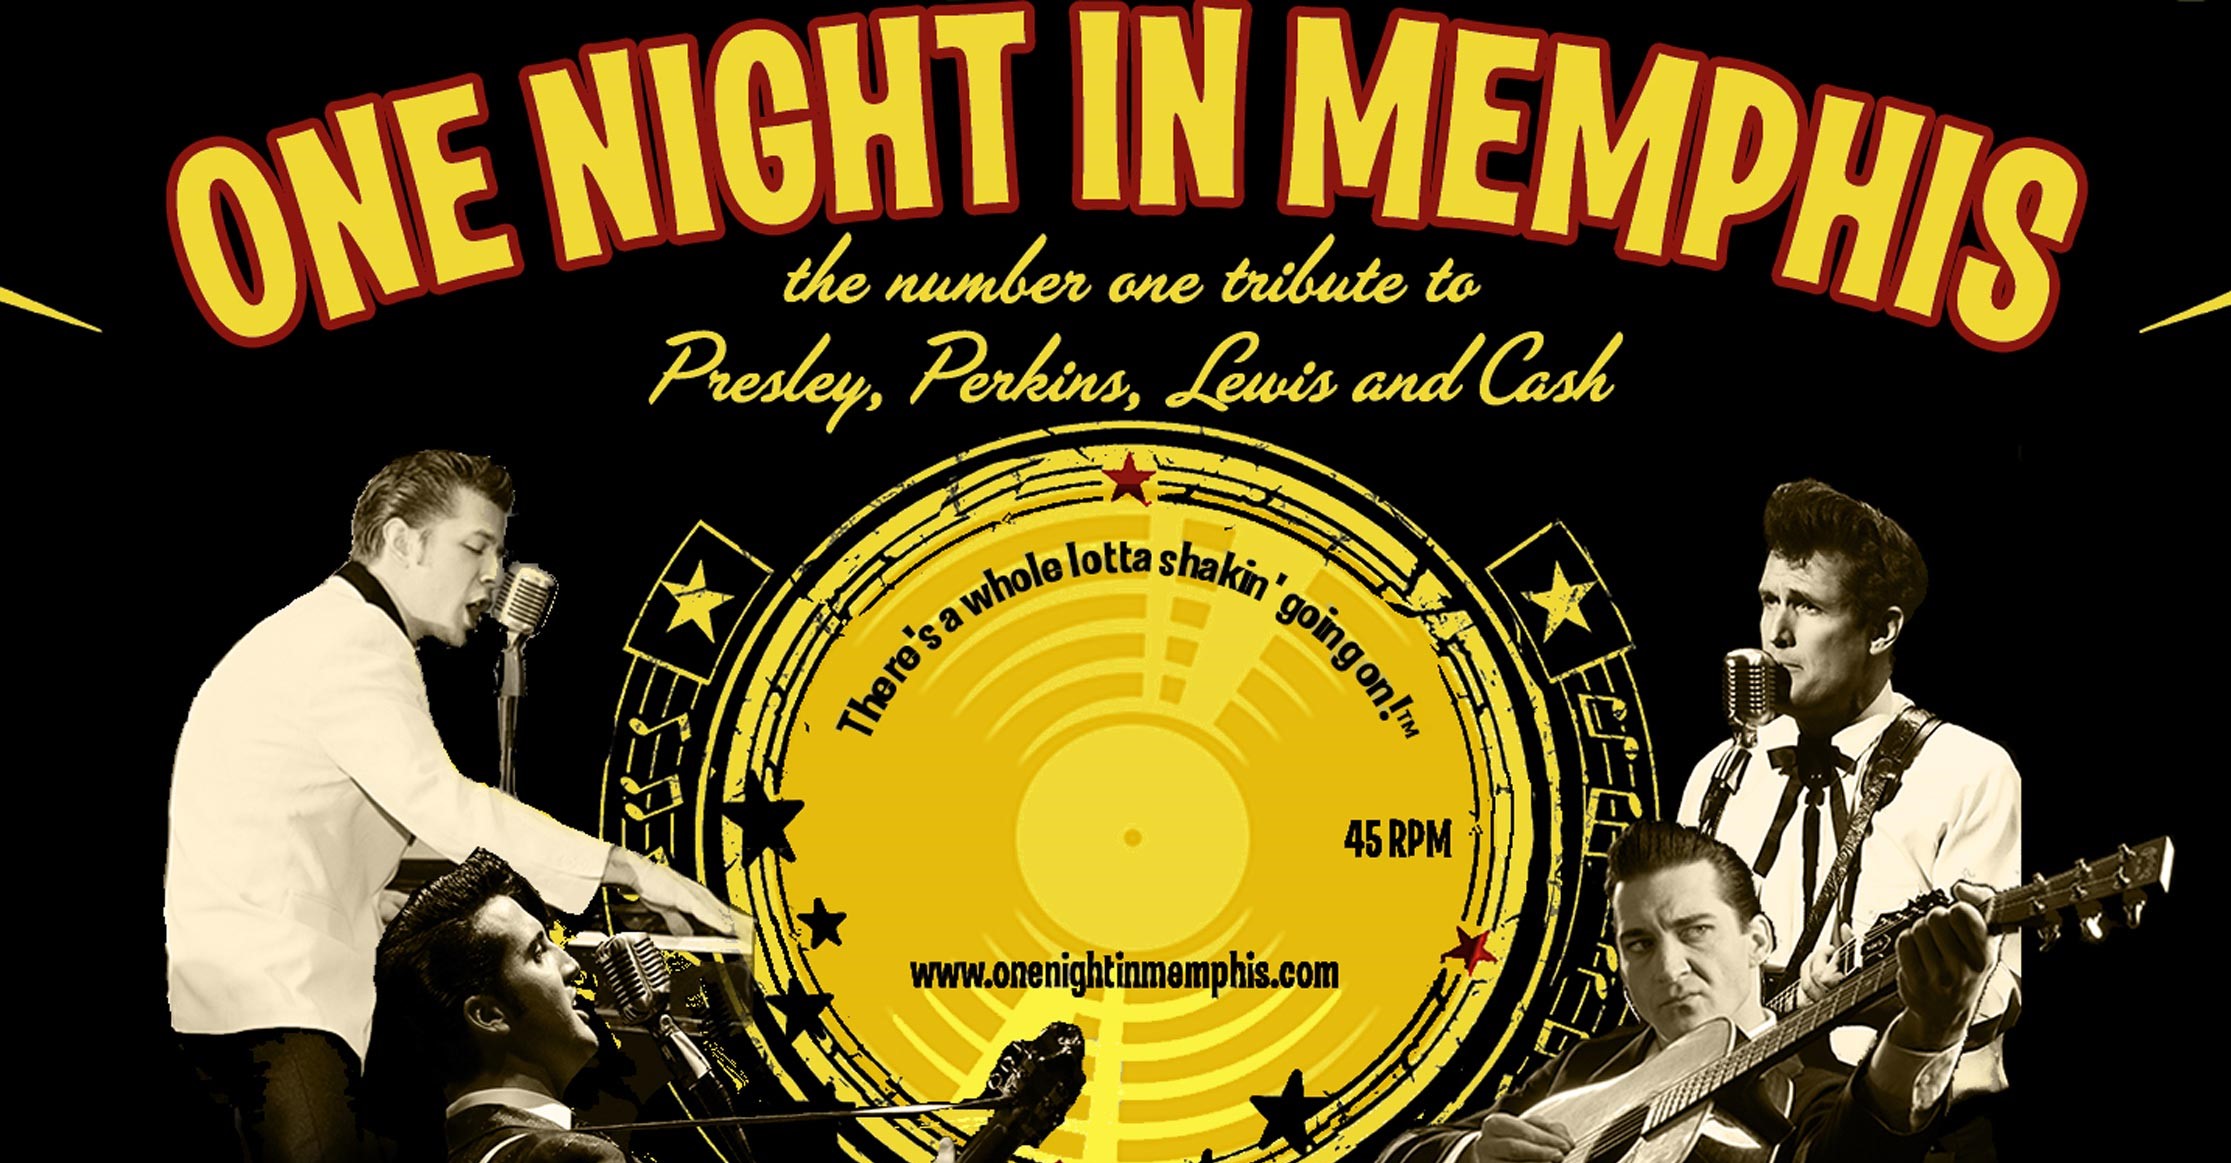 ONE NIGHT IN MEMPHIS
the number one tribute to
Presley, Perkins, Lewis and Cash
There's a whole lotta shakin' going on!™
45 RPM
www.onenightinmemphis.com